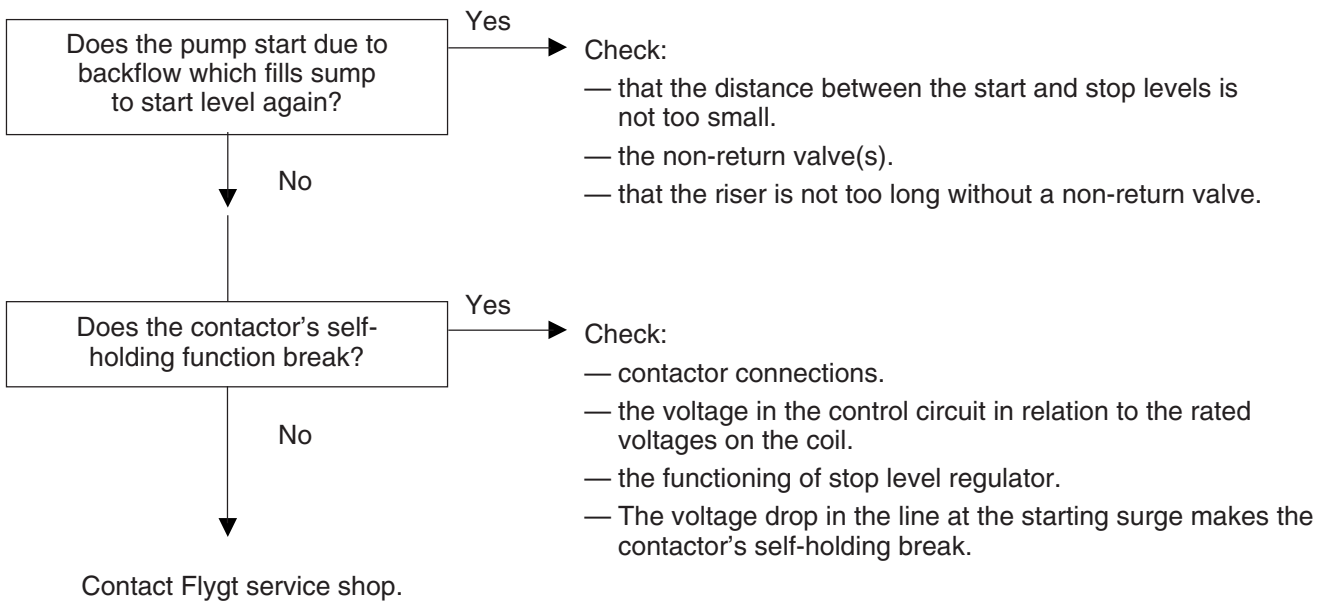 Does the pump start due to
backflow which fills sump
to start level again?
Yes
Check:
— that the distance between the start and stop levels is
not too small.
— the non-return valve(s).
— that the riser is not too long without a non-return valve.
No
Does the contactor’s self-
holding function break?
Yes
Check:
— contactor connections.
— the voltage in the control circuit in relation to the rated
voltages on the coil.
— the functioning of stop level regulator.
— The voltage drop in the line at the starting surge makes the
contactor’s self-holding break.
No
Contact Flygt service shop.